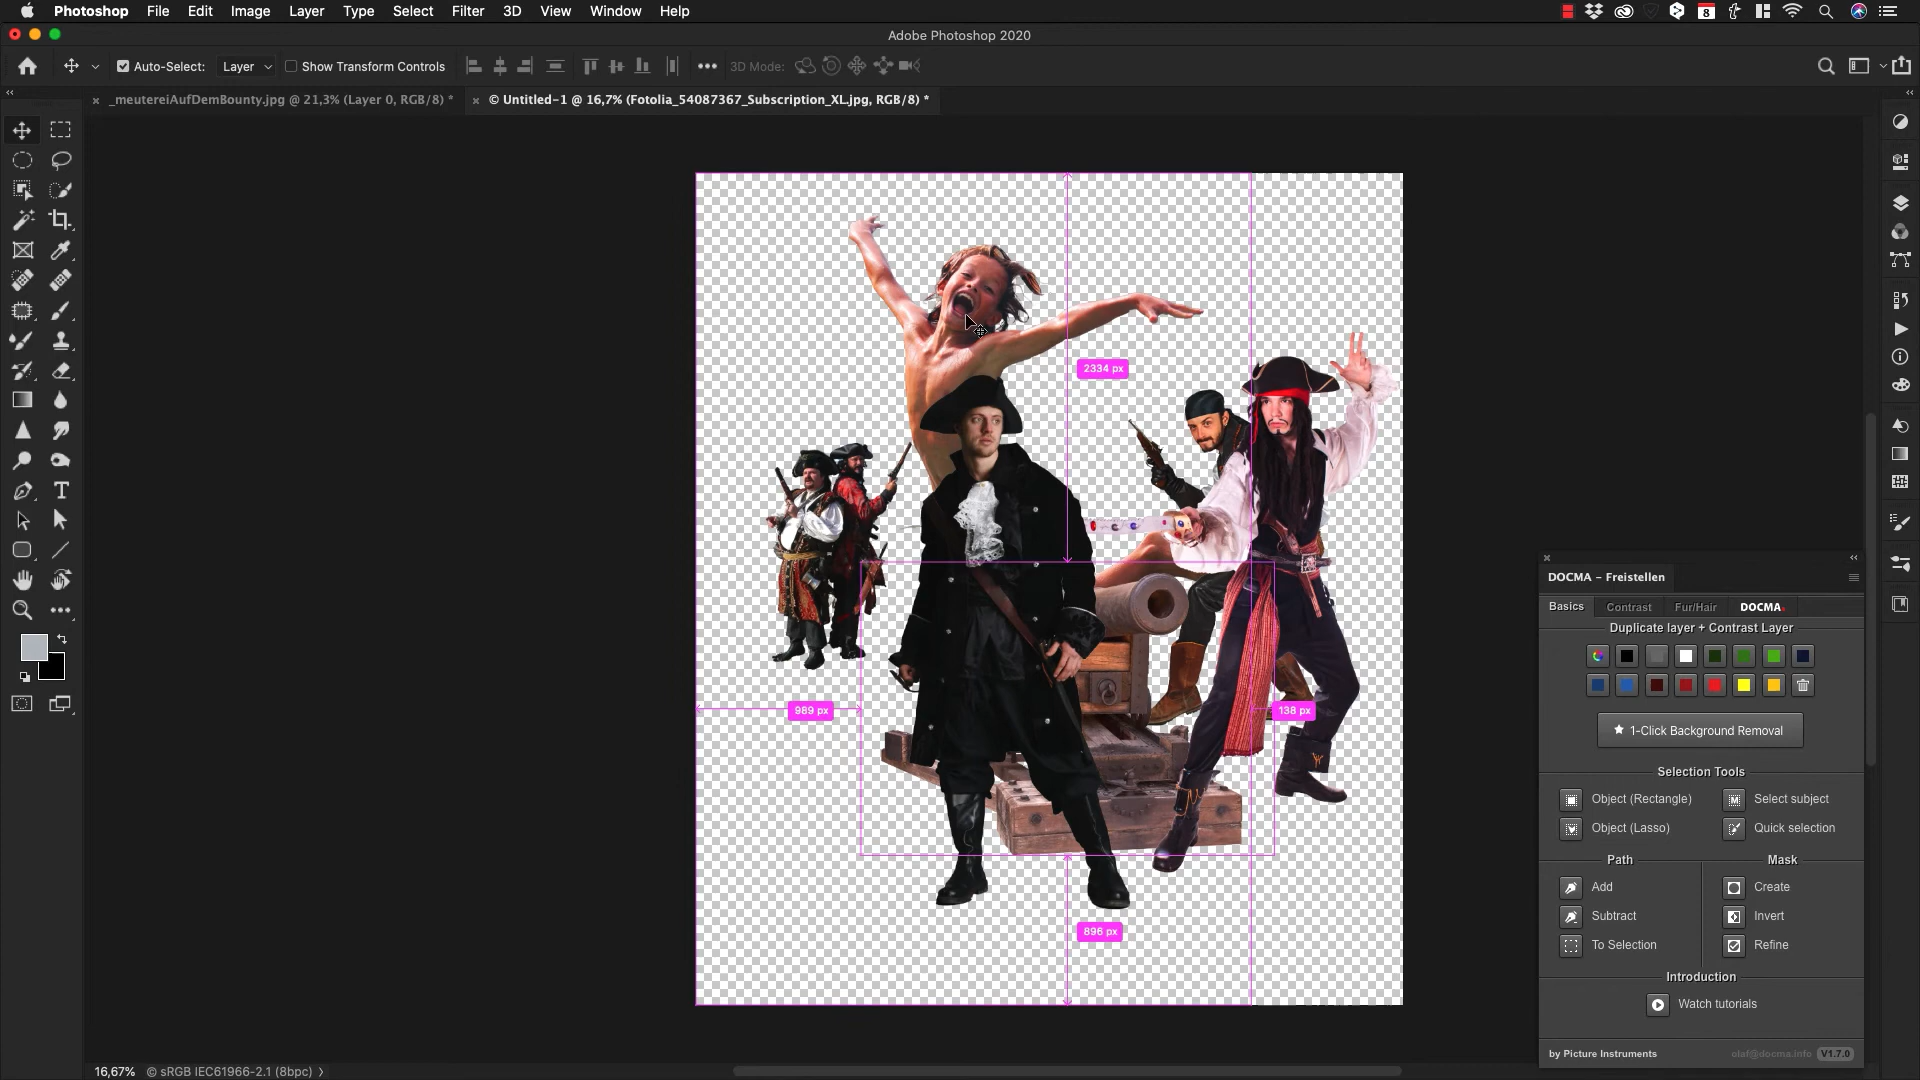 Photoshop File Edit Image Layer Type Select Filter 3D View Window Help
8
Adobe Photoshop 2020
Auto-Select: Layer Show Transform Controls 3D Mode:
_meutereiAufDemBounty.jpg @ 21,3% (Layer 0, RGB/8) *
© Untitled-1 @ 16,7% (Fotolia_54087367_Subscription_XL.jpg, RGB/8) *
2334 px
989 px
138 px
896 px
DOCMA – Freistellen
Basics Contrast Fur/Hair DOCMA.
Duplicate layer + Contrast Layer
1-Click Background Removal
Selection Tools
Object (Rectangle) Select subject
Object (Lasso) Quick selection
Path Mask
Add Create
Subtract Invert
To Selection Refine
Introduction
Watch tutorials
by Picture Instruments olaf@docma.info V1.7.0
16,67% © sRGB IEC61966-2.1 (8bpc)